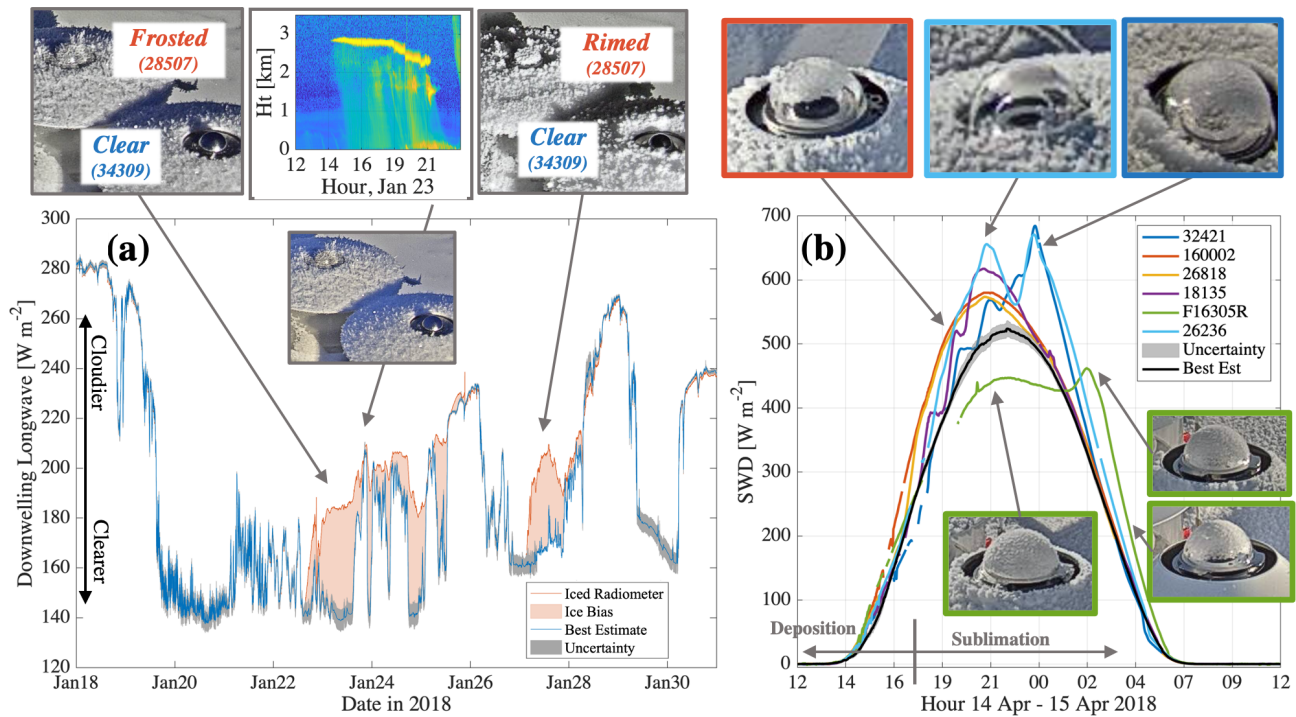 Frosted
(28507)
Clear
(34309)
Ht [km]
3
2
1
0
12 14 16 19 21
Hour, Jan 23
Rimed
(28507)
Clear
(34309)
(a)
Downwelling Longwave [W m-2]
300
280
260
240
220
200
180
160
140
120
Cloudier
Clearer
Iced Radiometer
Ice Bias
Best Estimate
Uncertainty
Jan18 Jan20 Jan22 Jan24 Jan26 Jan28 Jan30
Date in 2018
(b)
SWD [W m-2]
700
600
500
400
300
200
100
0
32421
160002
26818
18135
F16305R
26236
Uncertainty
Best Est
Deposition
Sublimation
12 14 16 19 21 00 02 04 07 09 12
Hour 14 Apr - 15 Apr 2018